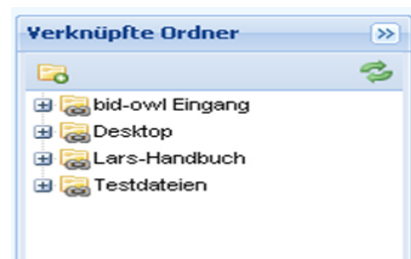 Verknüpfte Ordner
bid-owl Eingang
Desktop
Lars-Handbuch
Testdateien